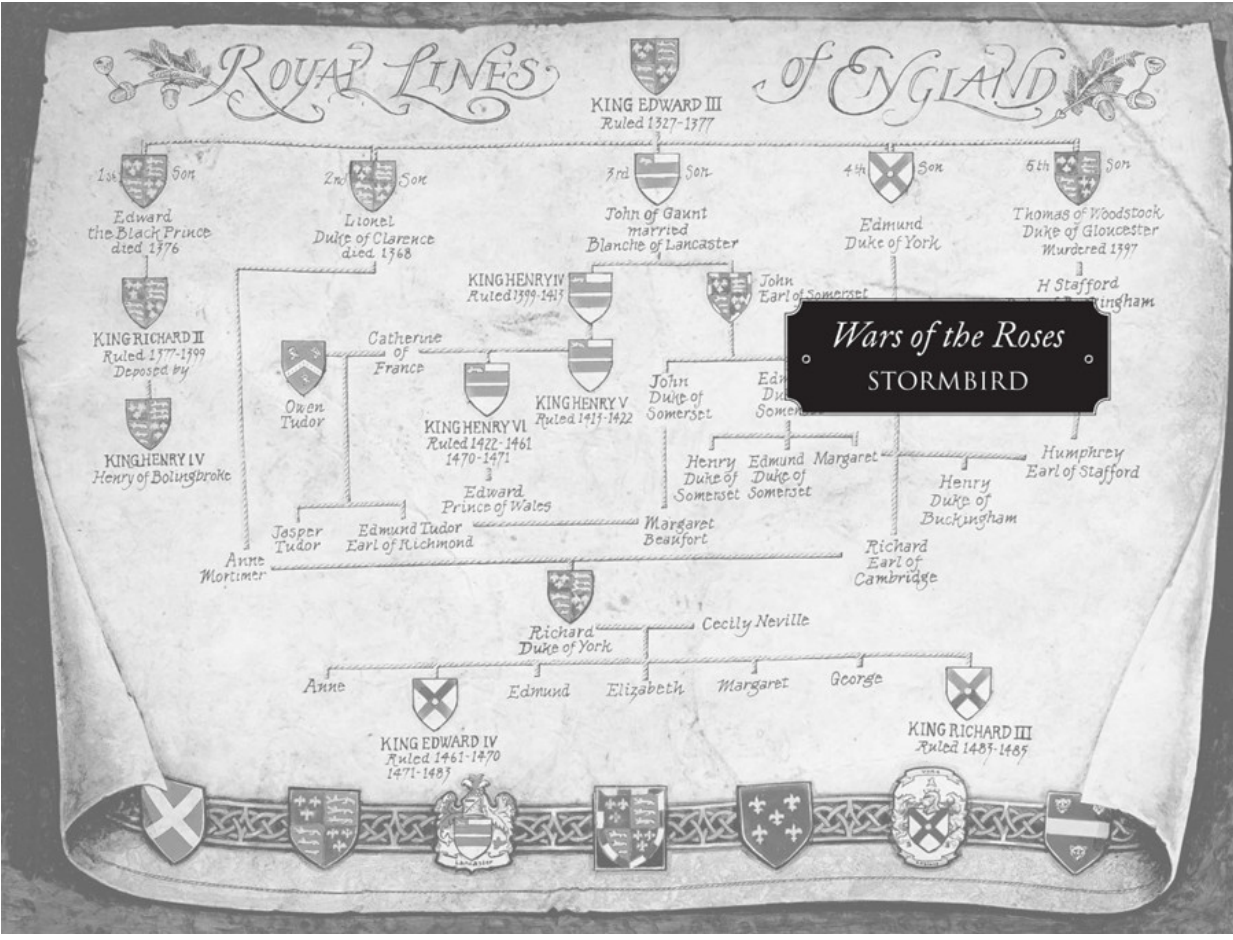 ROYAL LINES of ENGLAND
KING EDWARD III
Ruled 1327-1377
1st Son
2nd Son
3rd Son
4th Son
5th Son
Edward
the Black Prince
died 1376
Lionel
Duke of Clarence
died 1368
John of Gaunt
married
Blanche of Lancaster
Edmund
Duke of York
Thomas of Woodstock
Duke of Gloucester
Murdered 1397
KING HENRY IV
Ruled 1399-1413
John
Earl of Somerset
H Stafford
KING RICHARD II
Ruled 1377-1399
Deposed by
Owen
Tudor
Catherine
of
France
KING HENRY VI
Ruled 1422-1461
1470-1471
KING HENRY V
Ruled 1413-1422
John
Duke of
Somerset
Wars of the Roses
STORMBIRD
KING HENRY IV
Henry of Bolingbroke
Edward
Prince of Wales
Henry
Duke of
Somerset
Edmund
Duke of
Somerset
Margaret
Henry
Duke of
Buckingham
Humphrey
Earl of Stafford
Jasper
Tudor
Edmund Tudor
Earl of Richmond
Margaret
Beaufort
Anne
Mortimer
Richard
Earl of
Cambridge
Richard
Duke of York
Cecily Neville
Anne
KING EDWARD IV
Ruled 1461-1470
1471-1483
Edmund
Elizabeth
Margaret
George
KING RICHARD III
Ruled 1483-1485
Lancaster